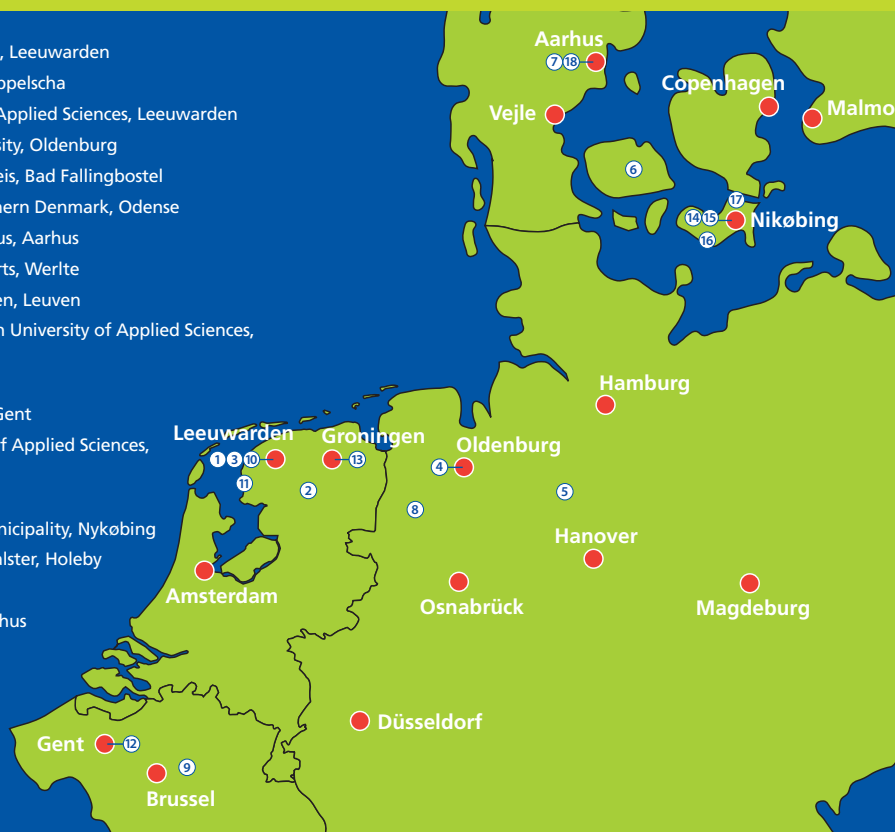 , Leeuwarden
ppelscha
Applied Sciences, Leeuwarden
sity, Oldenburg
eis, Bad Fallingbostel
hern Denmark, Odense
us, Aarhus
rts, Werlte
en, Leuven
n University of Applied Sciences,
Gent
of Applied Sciences,
nicipality, Nykøbing
alster, Holeby
hus
Aarhus
7 18
Copenhagen
Vejle
Malmo
6
17
14 15
Nikøbing
16
Hamburg
Leeuwarden
Groningen
Oldenburg
1 3 10
13
4
11
2
5
8
Hanover
Amsterdam
Osnabrück
Magdeburg
Düsseldorf
Gent
12
9
Brussel